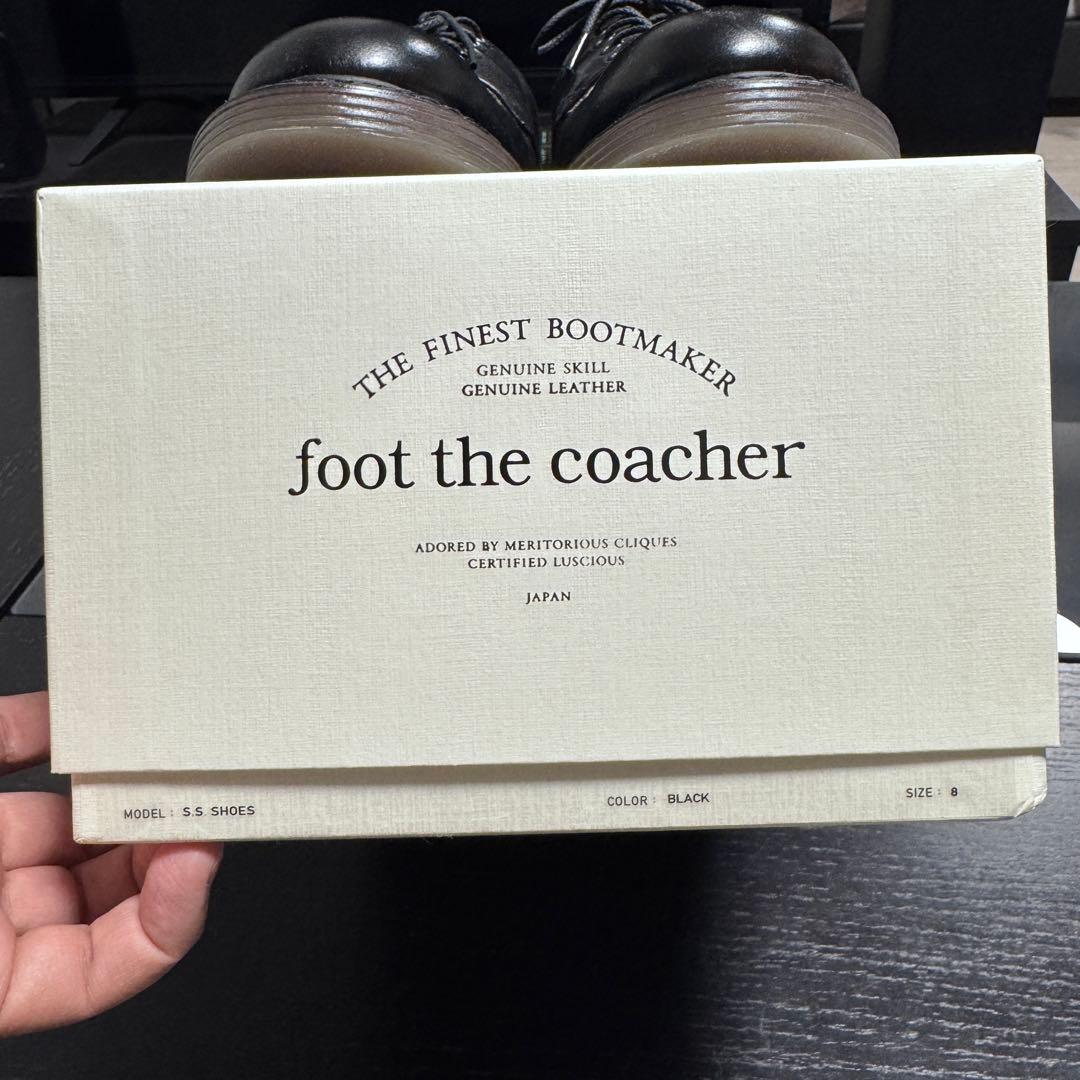 THE FINEST BOOTMAKER
GENUINE SKILL
GENUINE LEATHER
foot the coacher
ADORED BY MERITORIOUS CLIQUES
CERTIFIED LUSCIOUS
JAPAN
MODEL : S.S. SHOES COLOR : BLACK SIZE : 8